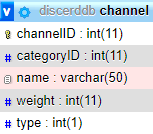 v discerddb channel
channelID : int(11)
# categoryID : int(11)
name : varchar(50)
# weight : int(11)
# type : int(1)